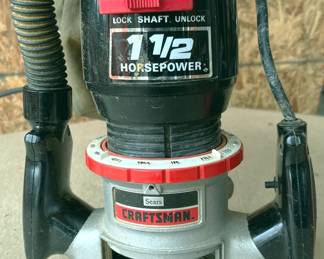 LOCK SHAFT UNLOCK
1 1/2
HORSEPOWER
Sears
CRAFTSMAN.